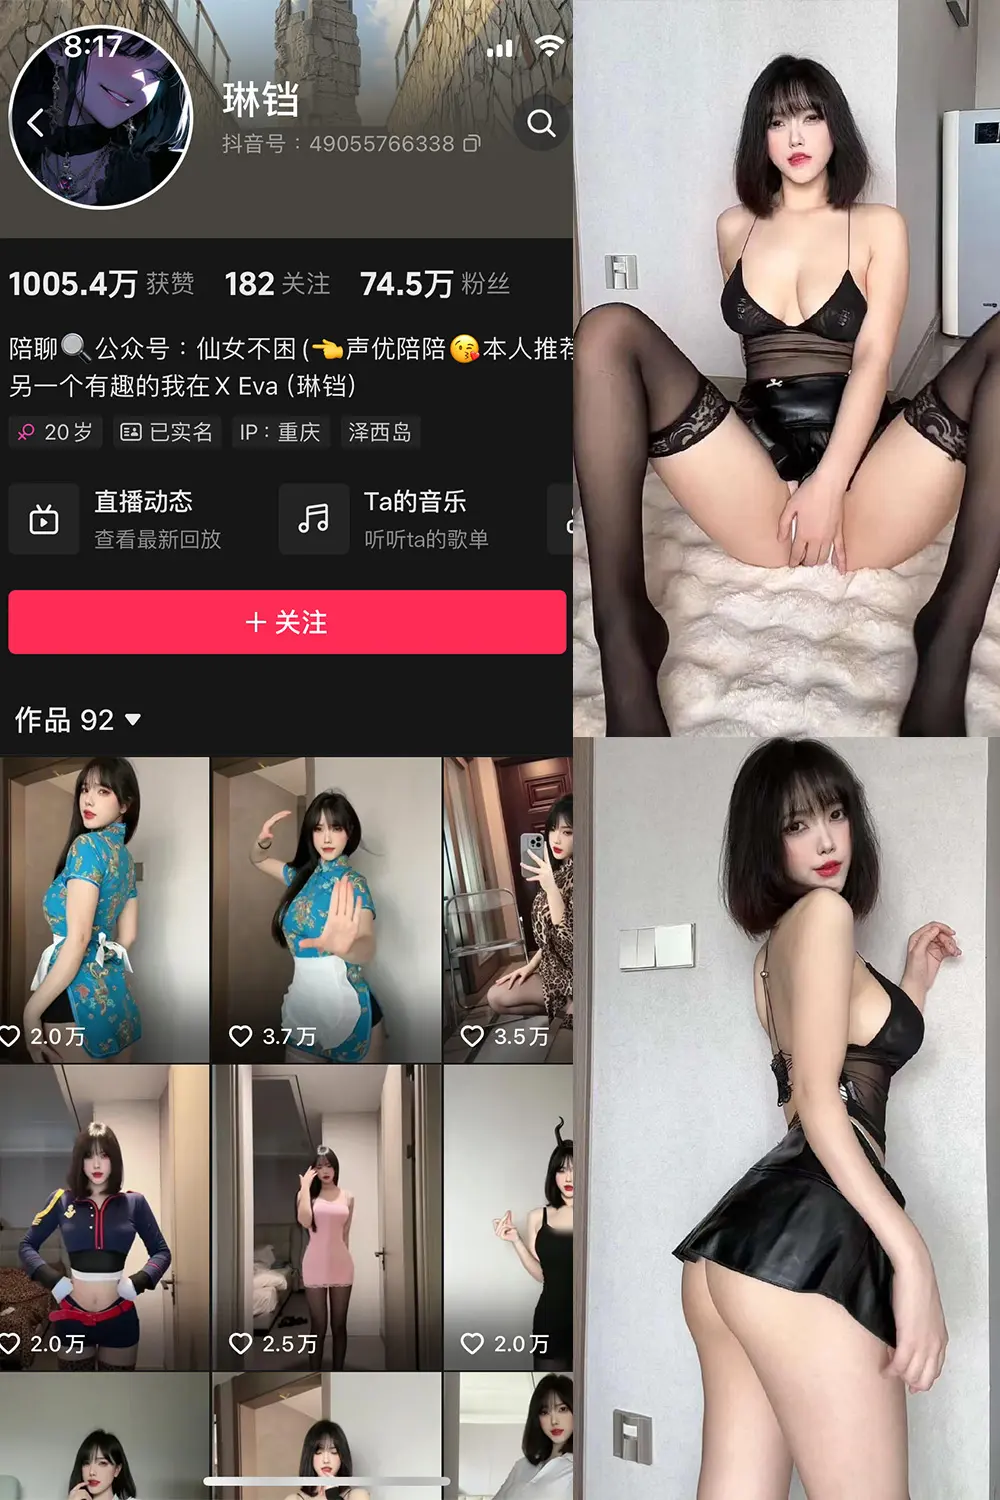 8:17
琳铛
抖音号：49055766338
1005.4万 获赞 182 关注 74.5万 粉丝
陪聊🔍公众号：仙女不困 (👈声优陪陪😘本人推荐
另一个有趣的我在X Eva (琳铛)
20岁 已实名 IP：重庆 泽西岛
直播动态 Ta的音乐
查看最新回放 听听ta的歌单
+ 关注
作品 92
2.0万 3.7万 3.5万
2.0万 2.5万 2.0万